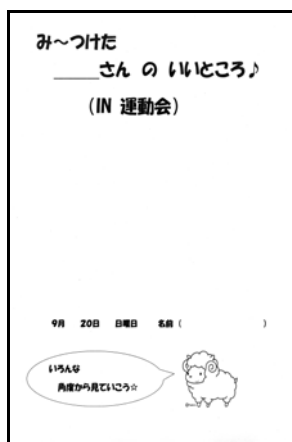 み～つけた
_____さん の いいところ♪
(IN 運動会)
9月 20日 日曜日 名前 (                )
いろんな
角度から見ていこう☆